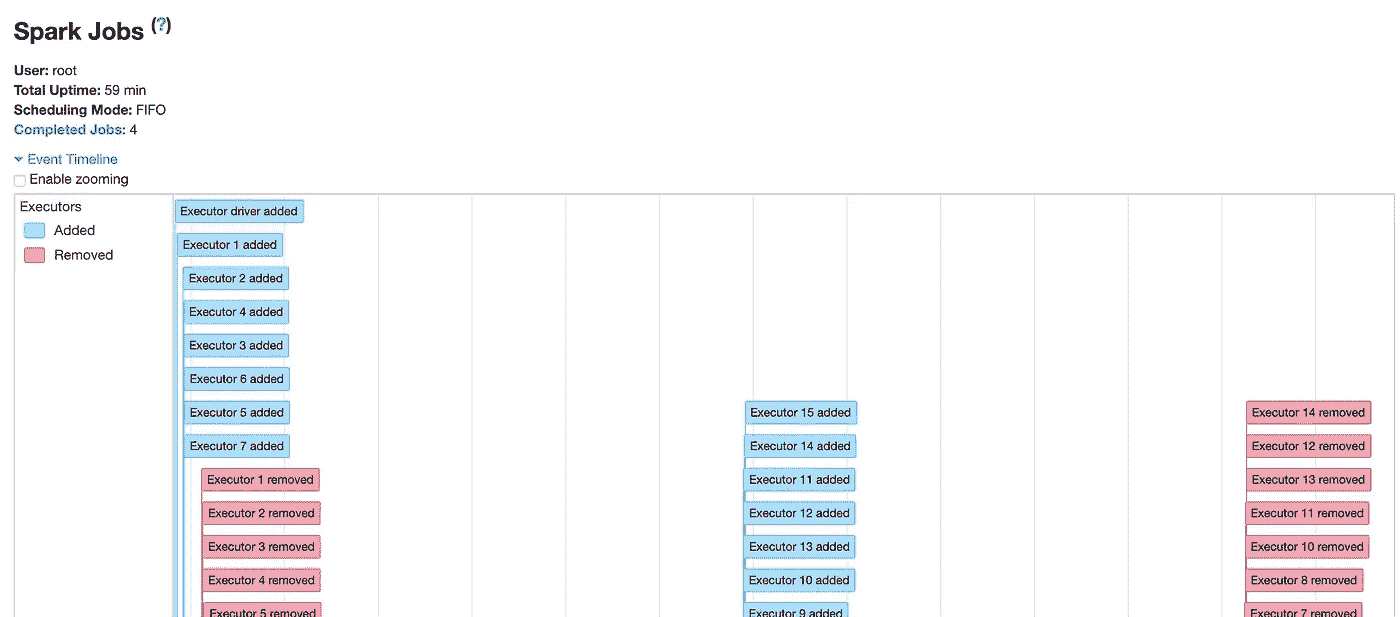 Spark Jobs (?)
User: root
Total Uptime: 59 min
Scheduling Mode: FIFO
Completed Jobs: 4
Event Timeline
Enable zooming
Executors
Added
Removed
Executor driver added
Executor 1 added
Executor 2 added
Executor 4 added
Executor 3 added
Executor 6 added
Executor 5 added
Executor 7 added
Executor 1 removed
Executor 2 removed
Executor 3 removed
Executor 4 removed
Executor 5 removed
Executor 15 added
Executor 14 added
Executor 11 added
Executor 12 added
Executor 13 added
Executor 10 added
Executor 9 added
Executor 14 removed
Executor 12 removed
Executor 13 removed
Executor 11 removed
Executor 10 removed
Executor 8 removed
Executor 7 removed